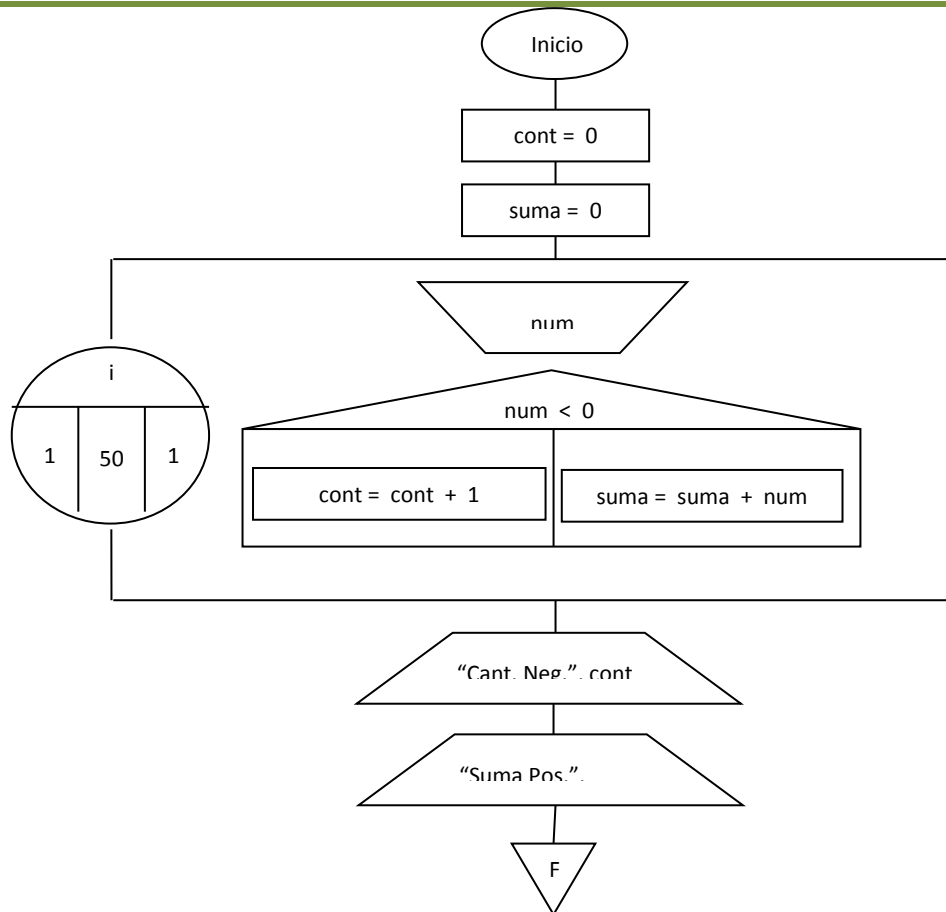 Inicio
cont = 0
suma = 0
num
i
1 50 1
num < 0
cont = cont + 1
suma = suma + num
“Cant. Neg.”, cont
“Suma Pos.”,
F